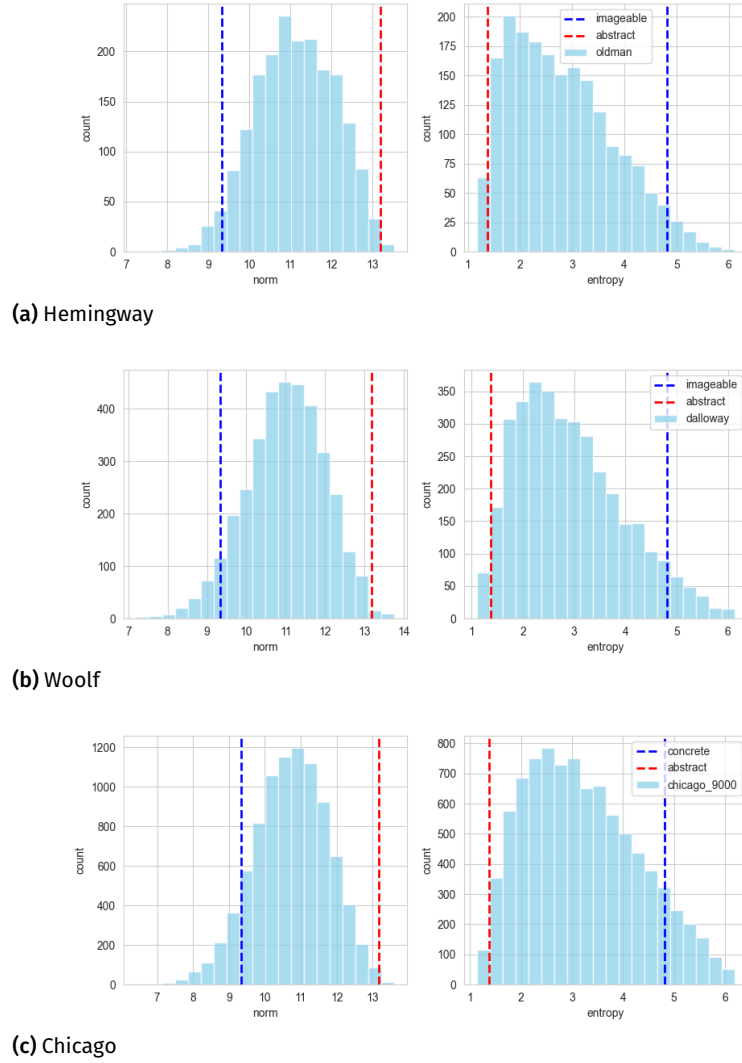 200
150
100
50
0
count
7 8 9 10 11 12 13
norm
200
175
150
125
100
75
50
25
0
count
imageable
abstract
oldman
1 2 3 4 5 6
entropy
(a) Hemingway
400
300
200
100
0
count
7 8 9 10 11 12 13 14
norm
350
300
250
200
150
100
50
0
count
imageable
abstract
dalloway
1 2 3 4 5 6
entropy
(b) Woolf
1200
1000
800
600
400
200
0
count
7 8 9 10 11 12 13
norm
800
700
600
500
400
300
200
100
0
count
concrete
abstract
chicago_9000
1 2 3 4 5 6
entropy
(c) Chicago